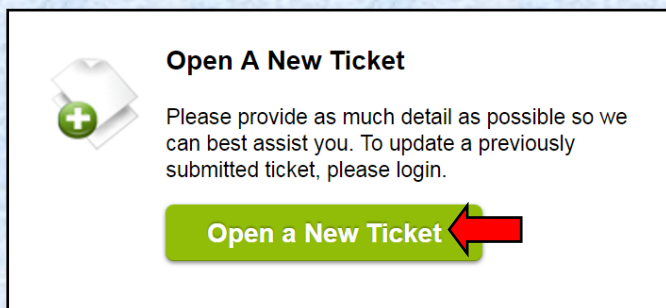 Open A New Ticket
Please provide as much detail as possible so we
can best assist you. To update a previously
submitted ticket, please login.
Open a New Ticket